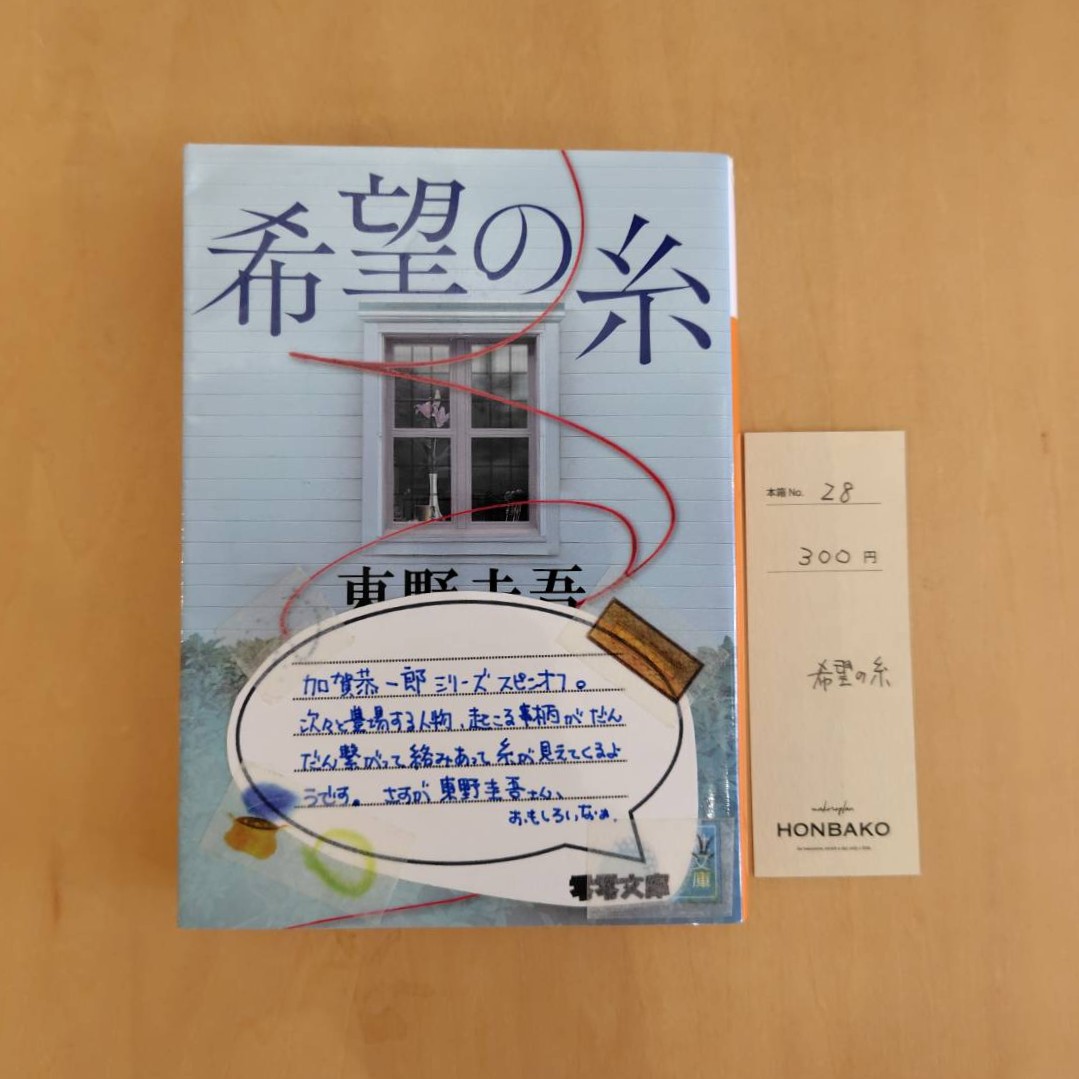 希望の糸
東野圭吾
加賀恭一郎シリーズスピンオフ。
次々と登場する人物、起こる事柄がだん
だん繋がって絡みあって糸が見えてくるよ
うです。さすが東野圭吾さん、
おもしろいなぁ。
文庫
文庫
本箱No. 28
300円
希望の糸
HONBAKO